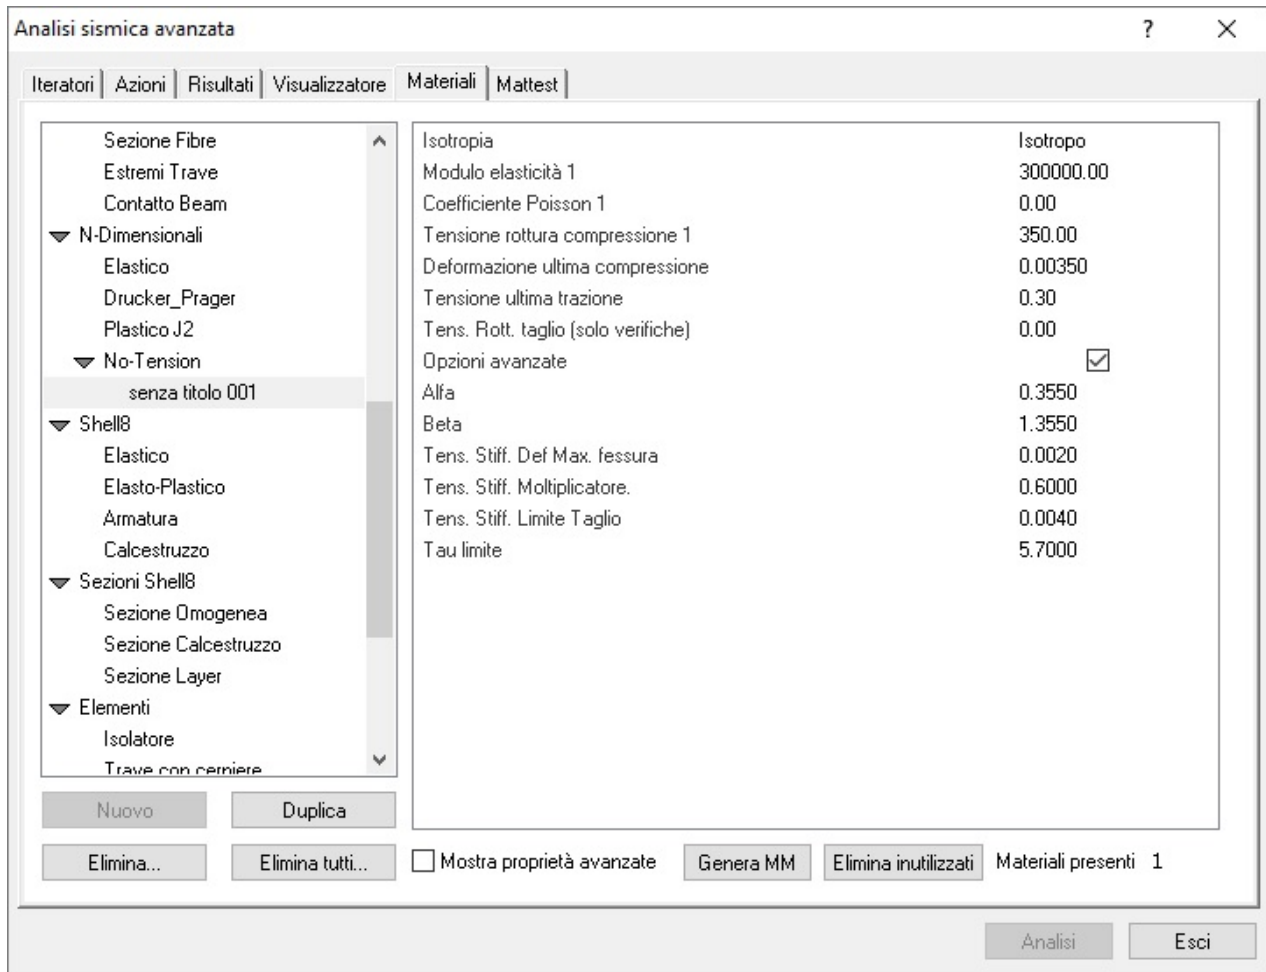 Analisi sismica avanzata ?
Iteratori Azioni Risultati Visualizzatore Materiali Mattest
Sezione Fibre
Estremi Trave
Contatto Beam
N-Dimensionali
Elastico
Drucker_Prager
Plastico J2
No-Tension
senza titolo 001
Shell8
Elastico
Elasto-Plastico
Armatura
Calcestruzzo
Sezioni Shell8
Sezione Omogenea
Sezione Calcestruzzo
Sezione Layer
Elementi
Isolatore
Trave con cerniere
Isotropia Isotropo
Modulo elasticità 1 300000.00
Coefficiente Poisson 1 0.00
Tensione rottura compressione 1 350.00
Deformazione ultima compressione 0.00350
Tensione ultima trazione 0.30
Tens. Rott. taglio (solo verifiche) 0.00
Opzioni avanzate
Alfa 0.3550
Beta 1.3550
Tens. Stiff. Def Max. fessura 0.0020
Tens. Stiff. Moltiplicatore. 0.6000
Tens. Stiff. Limite Taglio 0.0040
Tau limite 5.7000
Nuovo Duplica
Elimina... Elimina tutti... Mostra proprietà avanzate Genera MM Elimina inutilizzati Materiali presenti 1
Analisi Esci